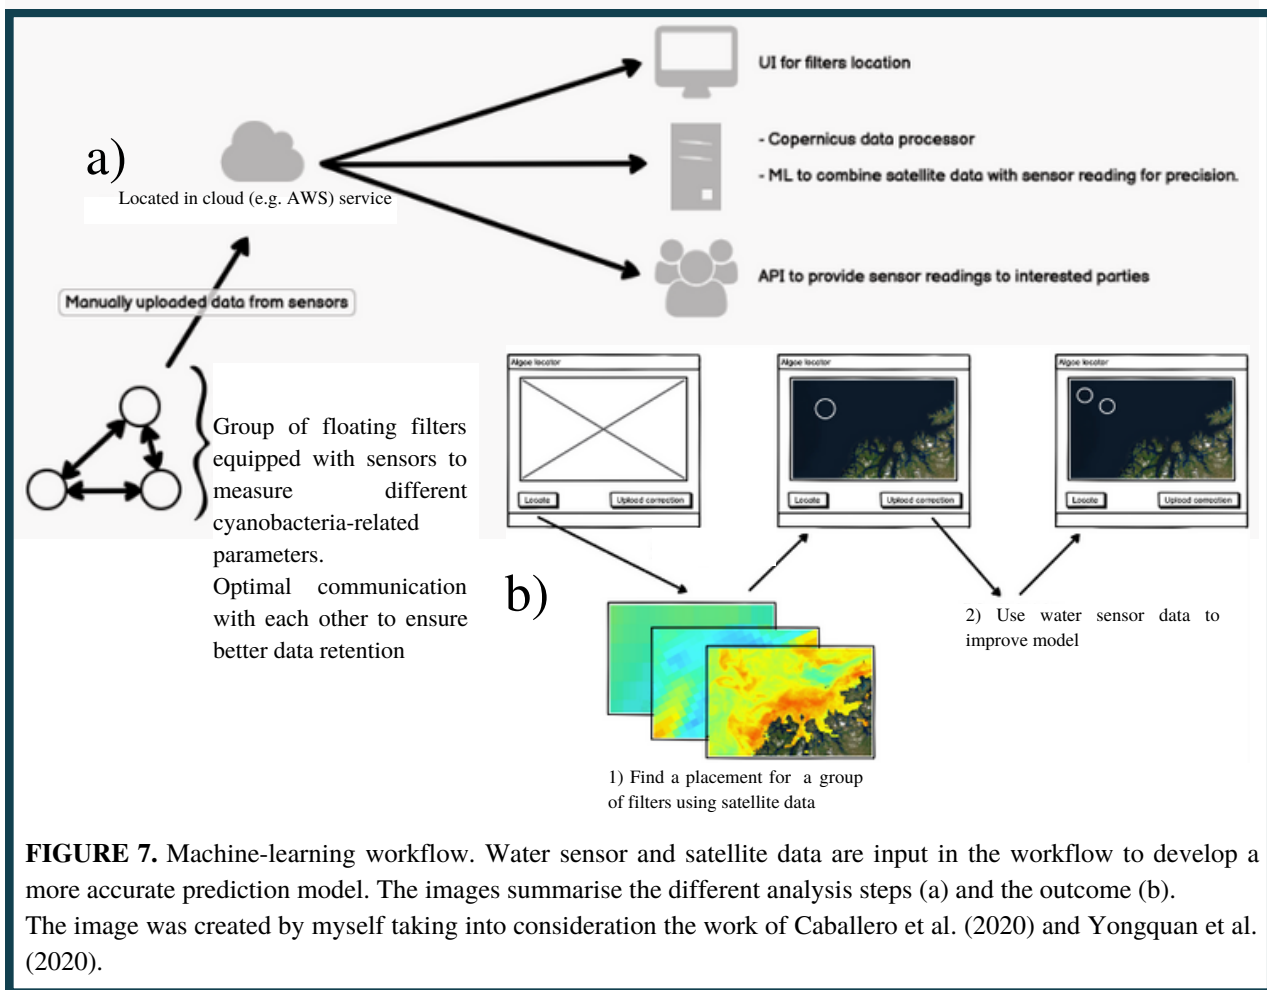 UI for filters location
a)
- Copernicus data processor
- ML to combine satellite data with sensor reading for precision.
Located in cloud (e.g. AWS) service
API to provide sensor readings to interested parties
Manually uploaded data from sensors
Group of floating filters
equipped with sensors to
measure different
cyanobacteria-related
parameters.
Optimal communication
with each other to ensure
better data retention
Algae locator
Locate
Upload correction
Algae locator
Locate
Upload correction
Algae locator
Locate
Upload correction
b)
1) Find a placement for a group
of filters using satellite data
2) Use water sensor data to
improve model
FIGURE 7. Machine-learning workflow. Water sensor and satellite data are input in the workflow to develop a
more accurate prediction model. The images summarise the different analysis steps (a) and the outcome (b).
The image was created by myself taking into consideration the work of Caballero et al. (2020) and Yongquan et al.
(2020).